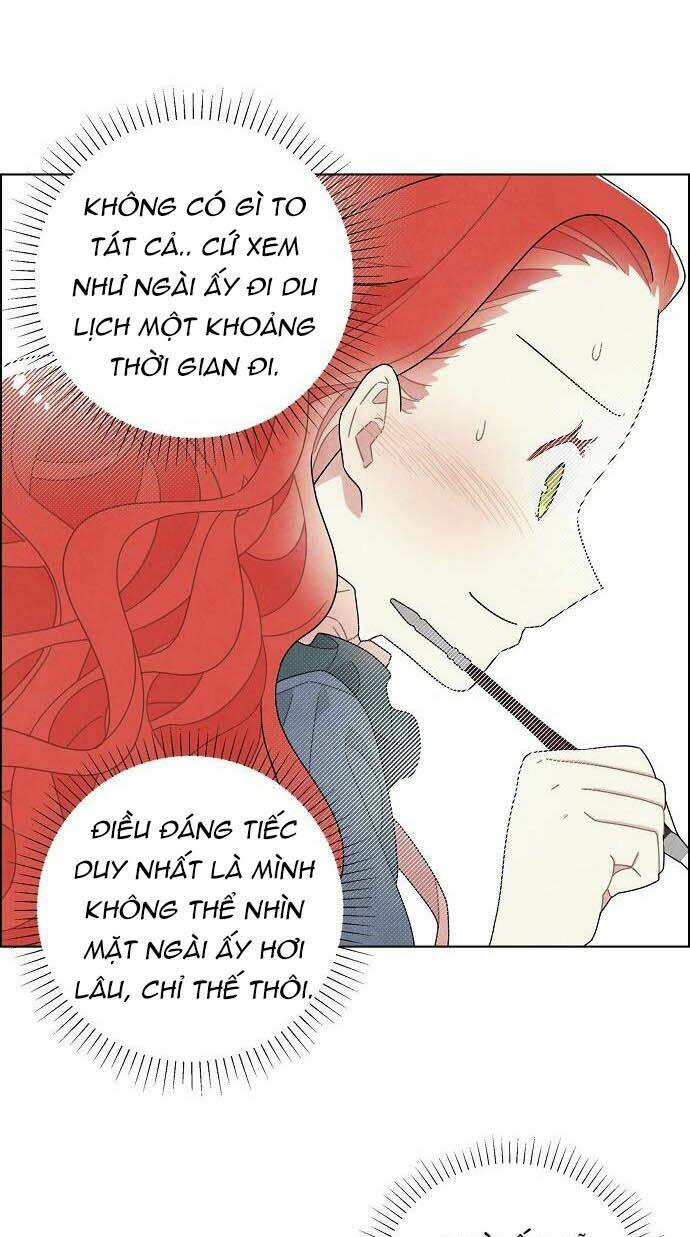 KHÔNG CÓ GÌ TO
TÁT CẢ.. CỨ XEM
NHƯ NGÀI ẤY ĐI DU
LỊCH MỘT KHOẢNG
THỜI GIAN ĐI.
ĐIỀU ĐÁNG TIẾC
DUY NHẤT LÀ MÌNH
KHÔNG THỂ NHÌN
MẶT NGÀI ẤY HƠI
LÂU, CHỈ THẾ THÔI.